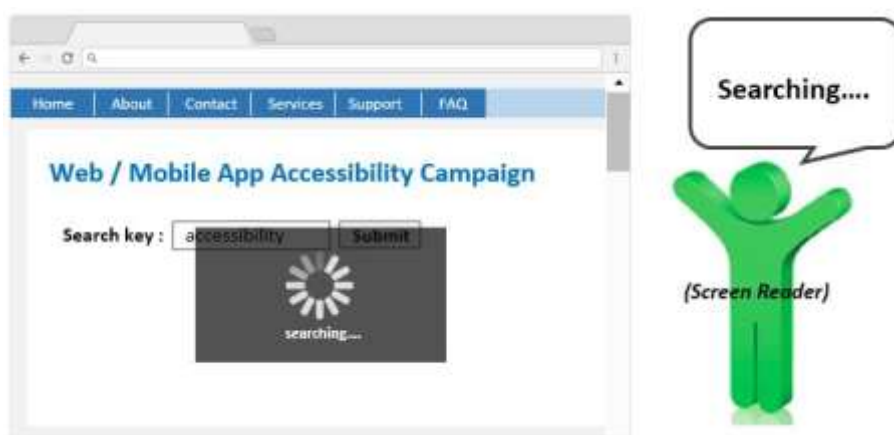 Home About Contact Services Support FAQ
Web / Mobile App Accessibility Campaign
Search key : accessibility Submit
searching....
Searching....
(Screen Reader)